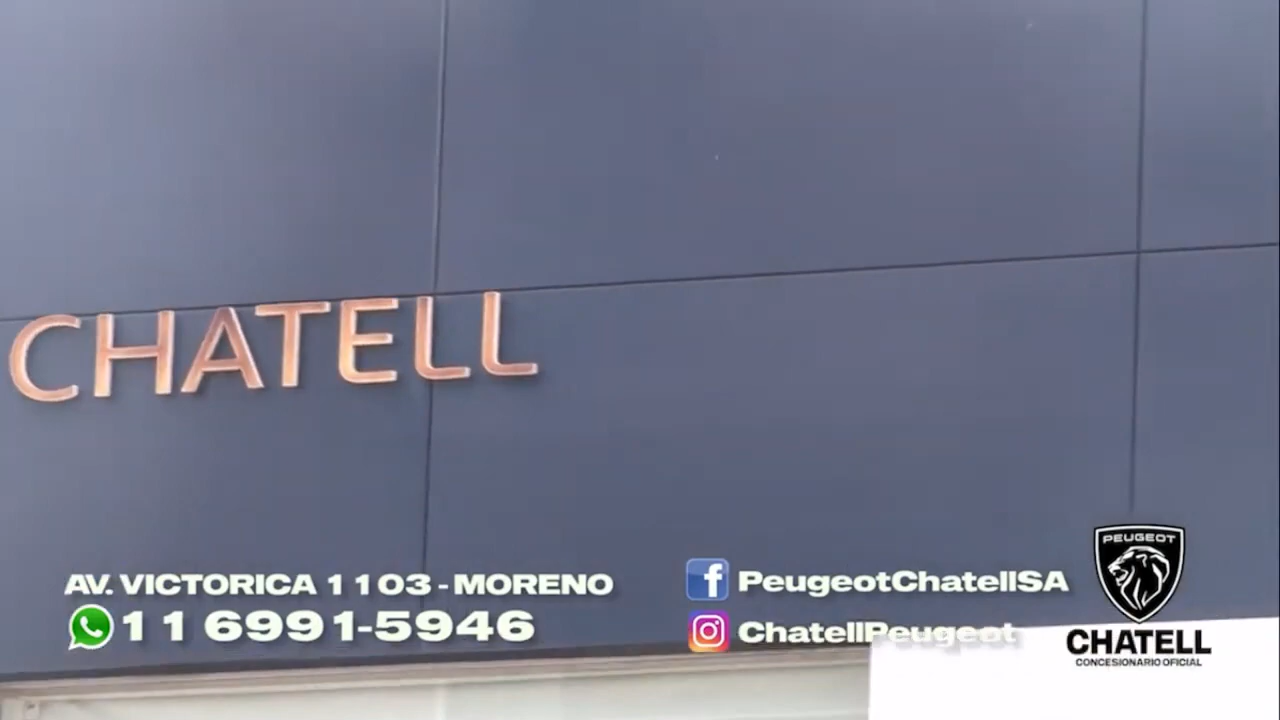 CHATELL
AV. VICTORICA 1103 - MORENO
11 6991-5946
PeugeotChatellSA
ChatellPeugeot
PEUGEOT
CHATELL
CONCESIONARIO OFICIAL